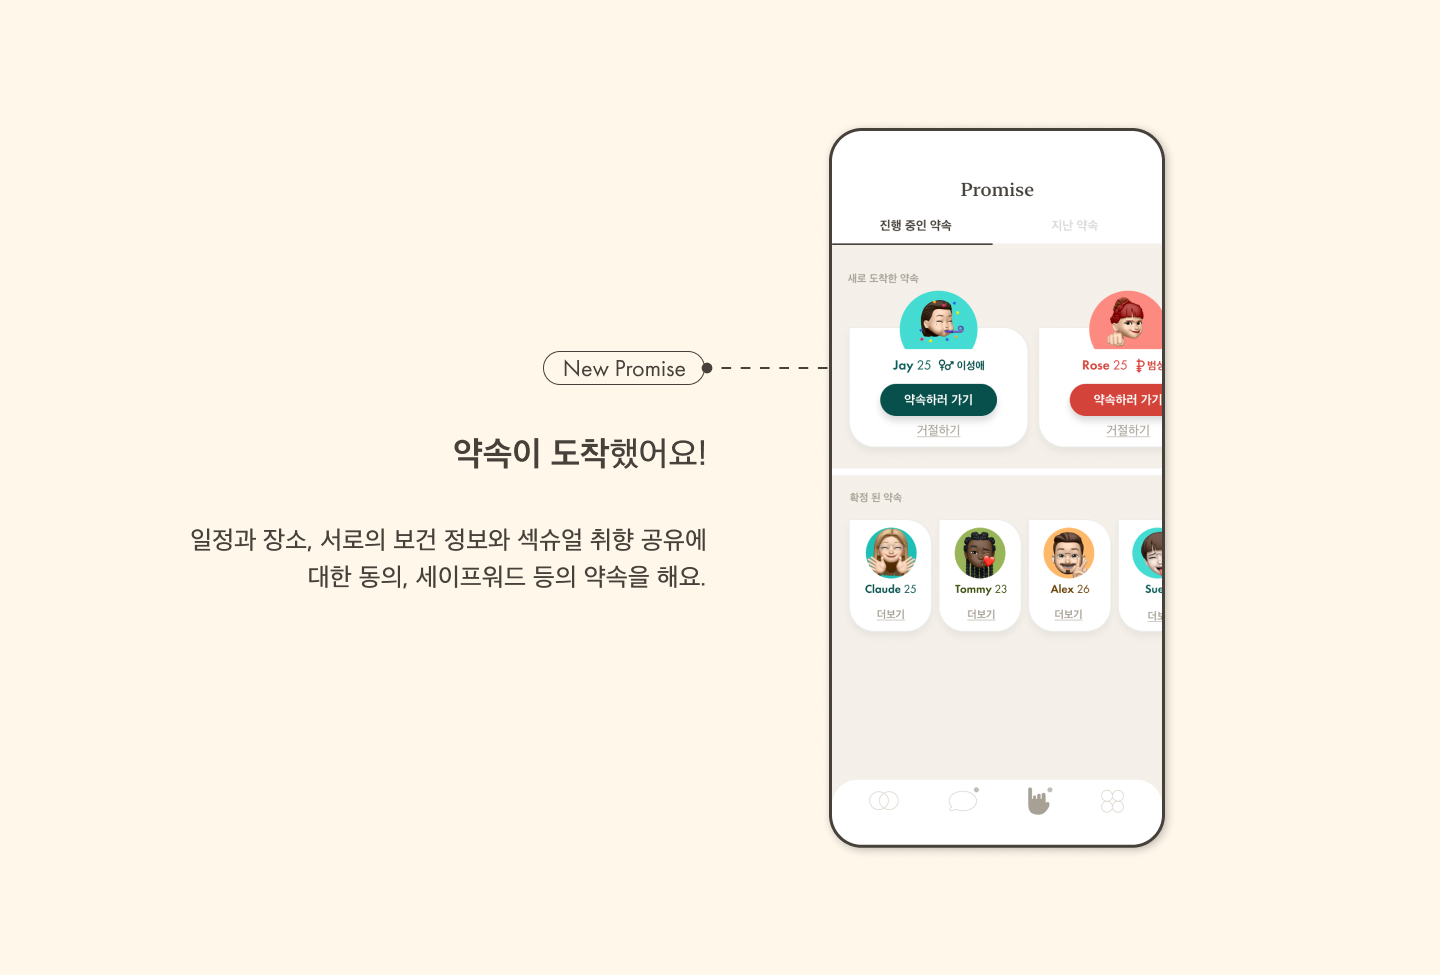 New Promise
약속이 도착했어요!
일정과 장소, 서로의 보건 정보와 섹슈얼 취향 공유에
대한 동의, 세이프워드 등의 약속을 해요.
Promise
진행 중인 약속 지난 약속
새로 도착한 약속
Jay 25 ⚥ 이성애
Rose 25
약속하러 가기
약속하러 가기
거절하기
거절하기
확정 된 약속
Claude 25
Tommy 23
Alex 26
Sue
더보기
더보기
더보기